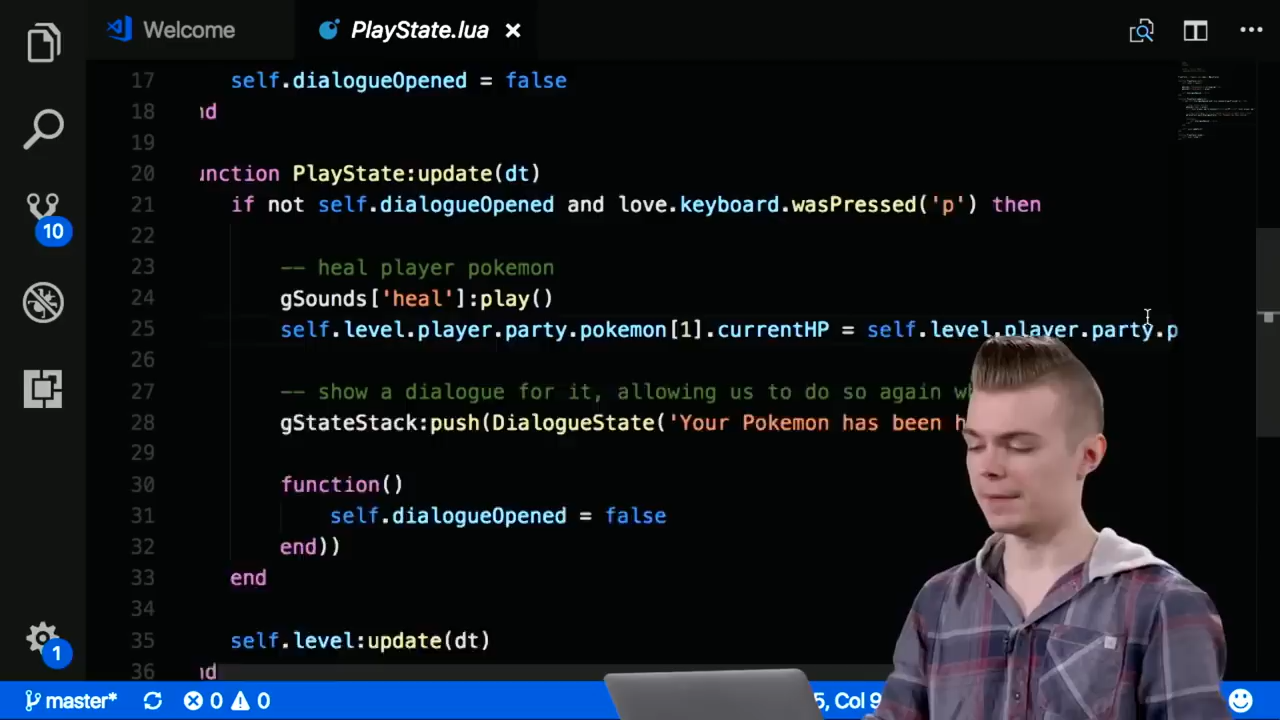 Welcome
PlayState.lua
17 self.dialogueOpened = false
18 nd
19
20 unction PlayState:update(dt)
21 if not self.dialogueOpened and love.keyboard.wasPressed('p') then
22
23 -- heal player pokemon
24 gSounds['heal']:play()
25 self.level.player.party.pokemon[1].currentHP = self.level.player.party.p
26
27 -- show a dialogue for it, allowing us to do so again w
28 gStateStack:push(DialogueState('Your Pokemon has been h
29
30 function()
31 self.dialogueOpened = false
32 end))
33 end
34
35 self.level:update(dt)
36 nd
10
1
master* 0 0 5, Col 9